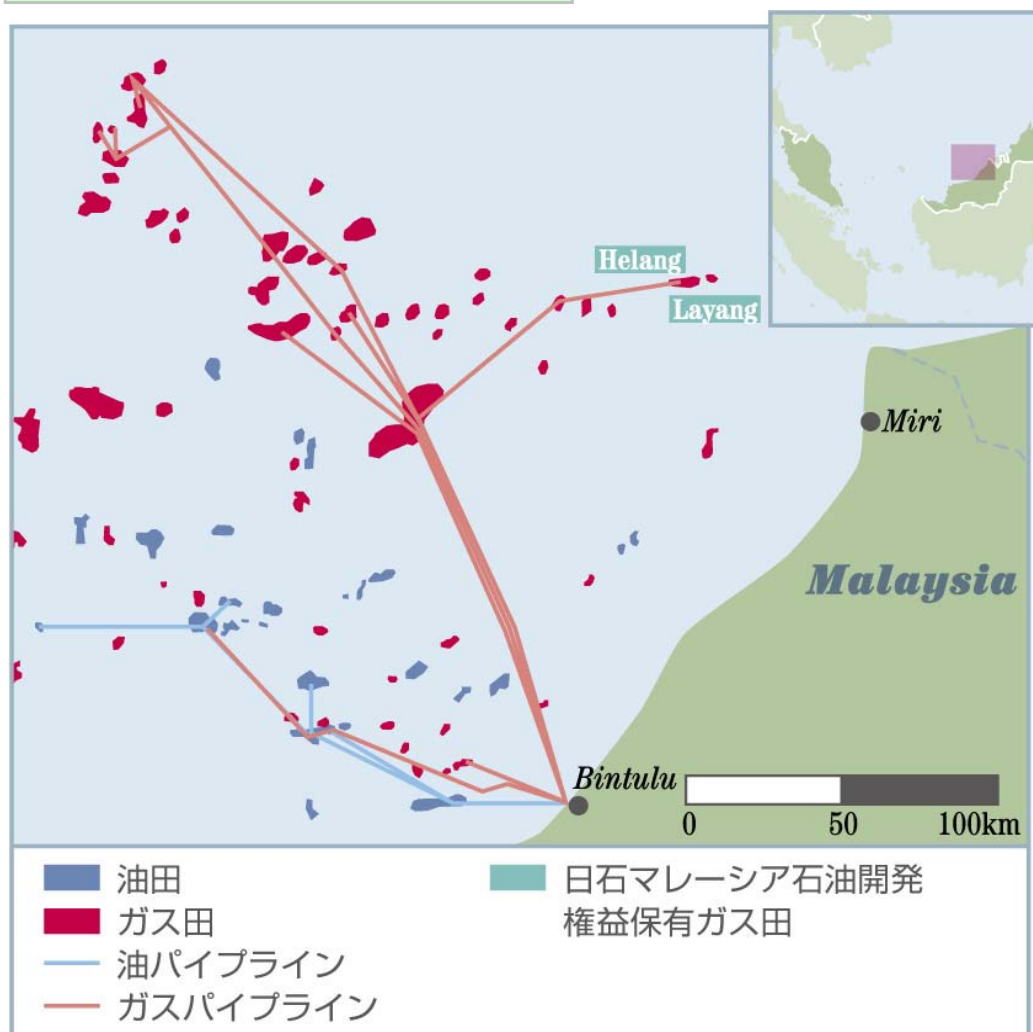 Helang
Layang
Miri
Malaysia
Bintulu
0 50 100km
油田
ガス田
油パイプライン
ガスパイプライン
日石マレーシア石油開発
権益保有ガス田